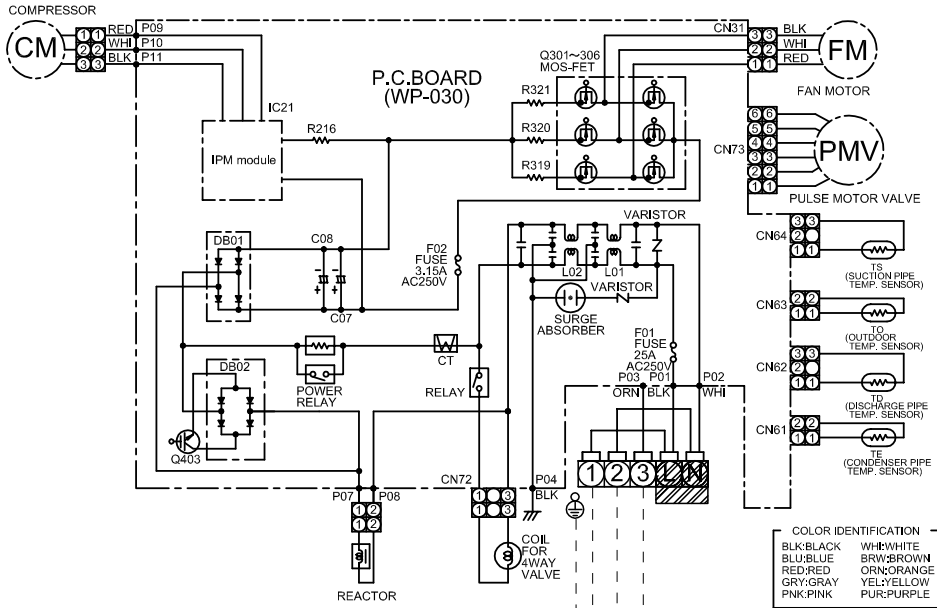 COMPRESSOR
CM
1 1 RED P09
2 2 WHI P10
3 3 BLK P11
P.C.BOARD
(WP-030)
IC21
IPM module
R216
Q301~306
MOS-FET
R321
R320
R319
CN31
3 3 BLK
2 2 WHI
1 1 RED
FM
FAN MOTOR
CN73
6 6
5 5
4 4
3 3
2 2
1 1
PMV
PULSE MOTOR VALVE
CN64
3 3
2
1 1
TS
(SUCTION PIPE
TEMP. SENSOR)
CN63
2 2
1 1
TO
(OUTDOOR
TEMP. SENSOR)
CN62
3 3
2
1 1
TD
(DISCHARGE PIPE
TEMP. SENSOR)
CN61
2 2
1 1
TE
(CONDENSER PIPE
TEMP. SENSOR)
DB01
C08
- -
+ +
C07
F02
FUSE
3.15A
AC250V
VARISTOR
L02
L01
VARISTOR
SURGE
ABSORBER
F01
FUSE
25A
AC250V
CT
POWER
RELAY
RELAY
DB02
Q403
P03 P01 P02
ORN BLK WHI
1 2 3 L N
P07 P08
1 2
1 2
REACTOR
CN72
1 3
1 3
P04
BLK
COIL
FOR
4WAY
VALVE
COLOR IDENTIFICATION
BLK:BLACK WHI:WHITE
BLU:BLUE BRW:BROWN
RED:RED ORN:ORANGE
GRY:GRAY YEL:YELLOW
PNK:PINK PUR:PURPLE